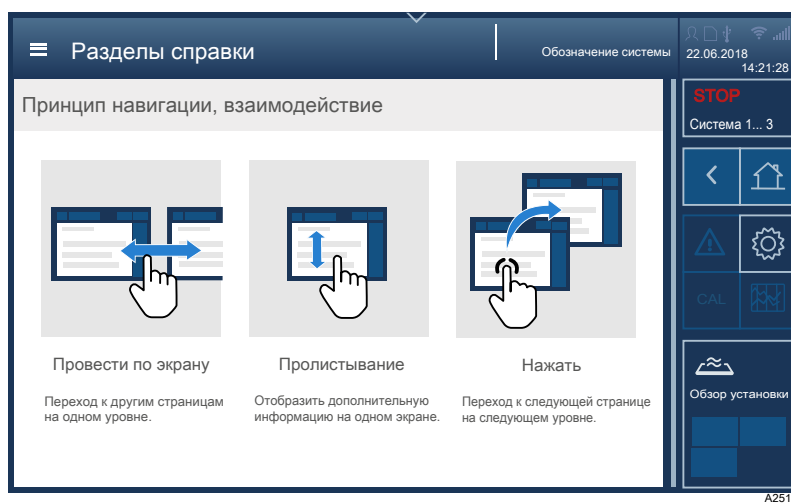 Разделы справки
Обозначение системы
22.06.2018
14:21:28
STOP
Система 1... 3
Принцип навигации, взаимодействие
Провести по экрану
Переход к другим страницам
на одном уровне.
Пролистывание
Отобразить дополнительную
информацию на одном экране.
Нажать
Переход к следующей странице
на следующем уровне.
CAL
Обзор установки
A251